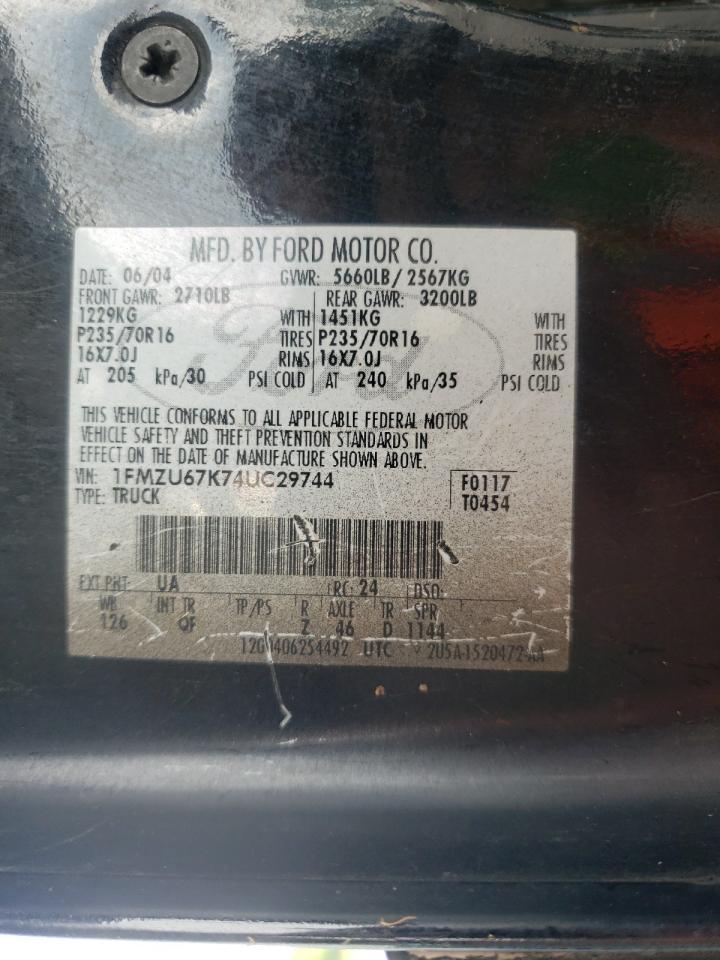 MFD. BY FORD MOTOR CO.
DATE: 06/04 GVWR: 5660LB/ 2567KG
FRONT GAWR: 2710LB REAR GAWR: 3200LB
1229KG WITH 1451KG WITH
P235/70R16 TIRES P235/70R16 TIRES
16X7.0J RIMS 16X7.0J RIMS
AT 205 kPa/30 PSI COLD AT 240 kPa/35 PSI COLD
Ford
THIS VEHICLE CONFORMS TO ALL APPLICABLE FEDERAL MOTOR
VEHICLE SAFETY AND THEFT PREVENTION STANDARDS IN
EFFECT ON THE DATE OF MANUFACTURE SHOWN ABOVE.
VIN: 1FMZU67K74UC29744 F0117
TYPE: TRUCK T0454
EXT PNT: UA RC: 24 DSO:
WB INT TR TP/PS R AXLE TR SPR
126 QF Z 46 D 1144
UTC